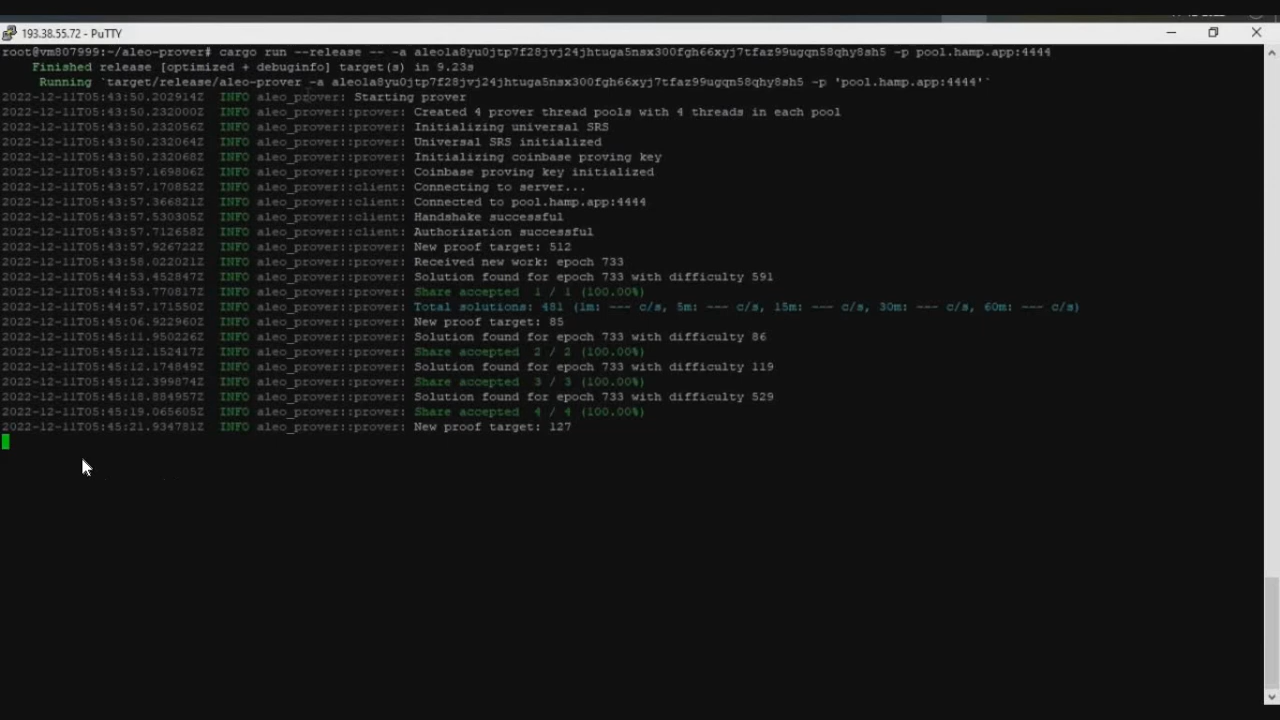 193.38.55.72 - PuTTY
root@vm807999:~/aleo-prover# cargo run --release -- -a aleo1a8yu0jtp7f28jvj24jhtuga5nsx300fgh66xyj7tfaz99ugqn58qhy8sh5 -p pool.hamp.app:4444
Finished release [optimized + debuginfo] target(s) in 9.23s
Running `target/release/aleo-prover -a aleo1a8yu0jtp7f28jvj24jhtuga5nsx300fgh66xyj7tfaz99ugqn58qhy8sh5 -p 'pool.hamp.app:4444'`
2022-12-11T05:43:50.202914Z INFO aleo_prover: Starting prover
2022-12-11T05:43:50.232000Z INFO aleo_prover::prover: Created 4 prover thread pools with 4 threads in each pool
2022-12-11T05:43:50.232056Z INFO aleo_prover::prover: Initializing universal SRS
2022-12-11T05:43:50.232064Z INFO aleo_prover::prover: Universal SRS initialized
2022-12-11T05:43:50.232068Z INFO aleo_prover::prover: Initializing coinbase proving key
2022-12-11T05:43:57.169806Z INFO aleo_prover::prover: Coinbase proving key initialized
2022-12-11T05:43:57.170852Z INFO aleo_prover::client: Connecting to server...
2022-12-11T05:43:57.366821Z INFO aleo_prover::client: Connected to pool.hamp.app:4444
2022-12-11T05:43:57.530305Z INFO aleo_prover::client: Handshake successful
2022-12-11T05:43:57.712658Z INFO aleo_prover::client: Authorization successful
2022-12-11T05:43:57.926722Z INFO aleo_prover::prover: New proof target: 512
2022-12-11T05:43:58.022021Z INFO aleo_prover::prover: Received new work: epoch 733
2022-12-11T05:44:53.452847Z INFO aleo_prover::prover: Solution found for epoch 733 with difficulty 591
2022-12-11T05:44:53.770817Z INFO aleo_prover::prover: Share accepted 1 / 1 (100.00%)
2022-12-11T05:44:57.171550Z INFO aleo_prover::prover: Total solutions: 481 (1m: --- c/s, 5m: --- c/s, 15m: --- c/s, 30m: --- c/s, 60m: --- c/s)
2022-12-11T05:45:06.922960Z INFO aleo_prover::prover: New proof target: 85
2022-12-11T05:45:11.950226Z INFO aleo_prover::prover: Solution found for epoch 733 with difficulty 86
2022-12-11T05:45:12.152417Z INFO aleo_prover::prover: Share accepted 2 / 2 (100.00%)
2022-12-11T05:45:12.174849Z INFO aleo_prover::prover: Solution found for epoch 733 with difficulty 119
2022-12-11T05:45:12.399874Z INFO aleo_prover::prover: Share accepted 3 / 3 (100.00%)
2022-12-11T05:45:18.884957Z INFO aleo_prover::prover: Solution found for epoch 733 with difficulty 529
2022-12-11T05:45:19.065605Z INFO aleo_prover::prover: Share accepted 4 / 4 (100.00%)
2022-12-11T05:45:21.934781Z INFO aleo_prover::prover: New proof target: 127